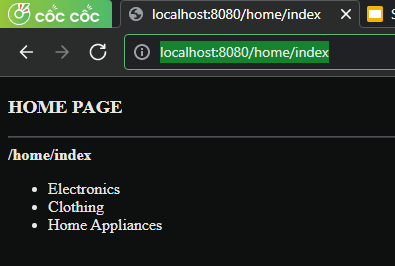 cốc cốc
localhost:8080/home/index
localhost:8080/home/index
HOME PAGE
/home/index
Electronics
Clothing
Home Appliances